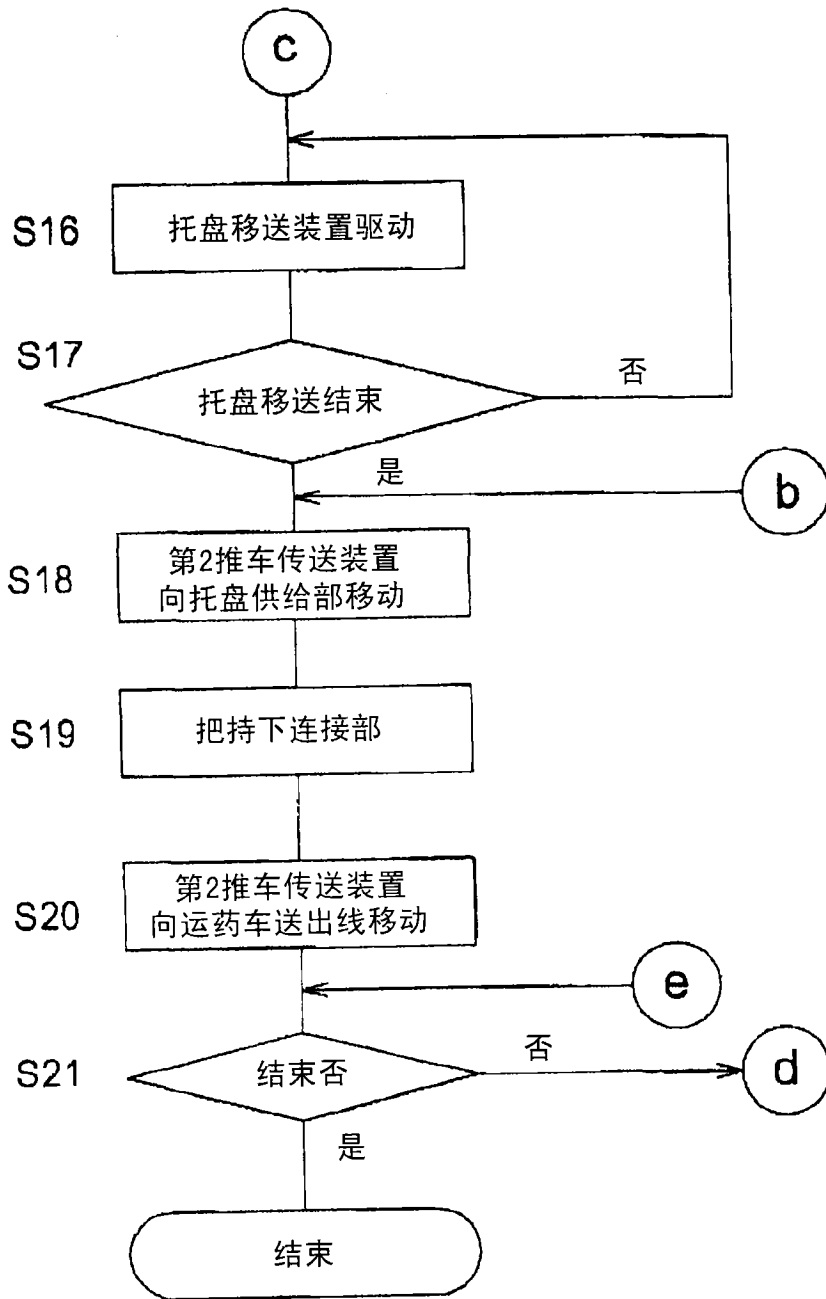 c
S16
托盘移送装置驱动
S17
托盘移送结束
否
是
b
S18
第2推车传送装置
向托盘供给部移动
S19
把持下连接部
S20
第2推车传送装置
向运药车送出线移动
e
S21
结束否
否
d
是
结束